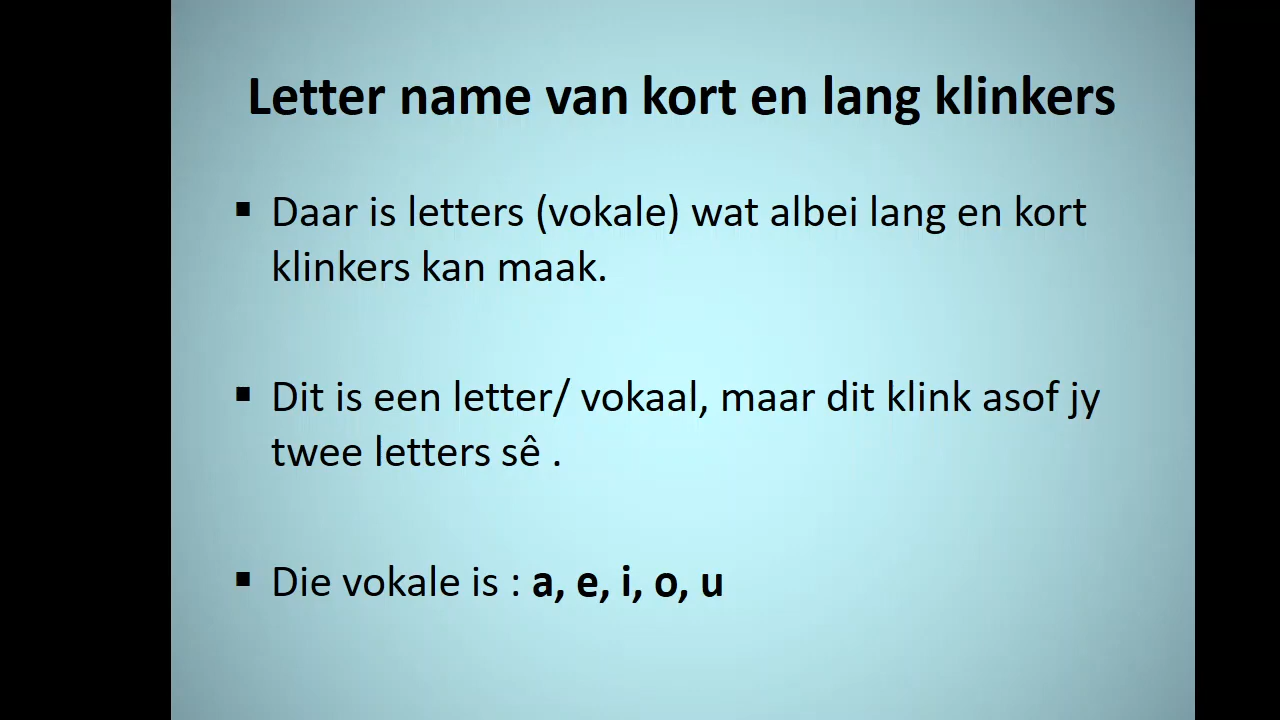 Letter name van kort en lang klinkers
▪ Daar is letters (vokale) wat albei lang en kort
klinkers kan maak.
▪ Dit is een letter/ vokaal, maar dit klink asof jy
twee letters sê .
▪ Die vokale is : a, e, i, o, u